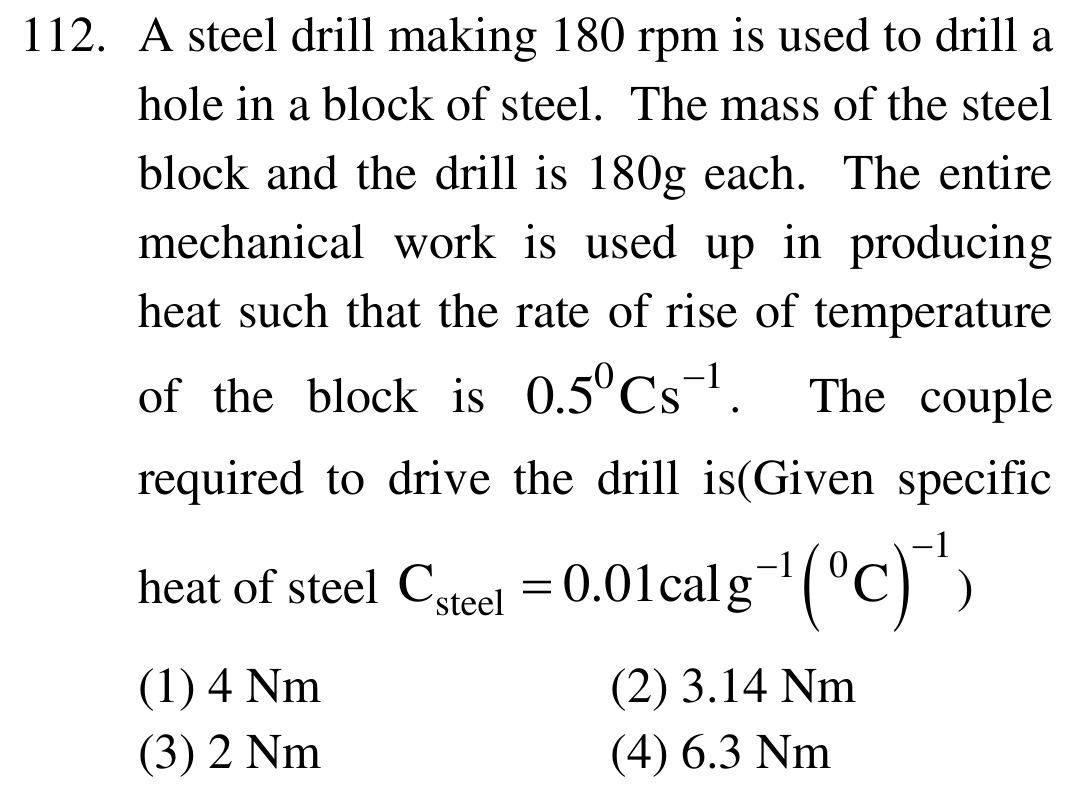 112. A steel drill making 180 rpm is used to drill a
hole in a block of steel. The mass of the steel
block and the drill is 180g each. The entire
mechanical work is used up in producing
heat such that the rate of rise of temperature
of the block is 0.5⁰Cs⁻¹. The couple
required to drive the drill is(Given specific
heat of steel C_steel = 0.01cal g⁻¹(⁰C)⁻¹ )
(1) 4 Nm (2) 3.14 Nm
(3) 2 Nm (4) 6.3 Nm